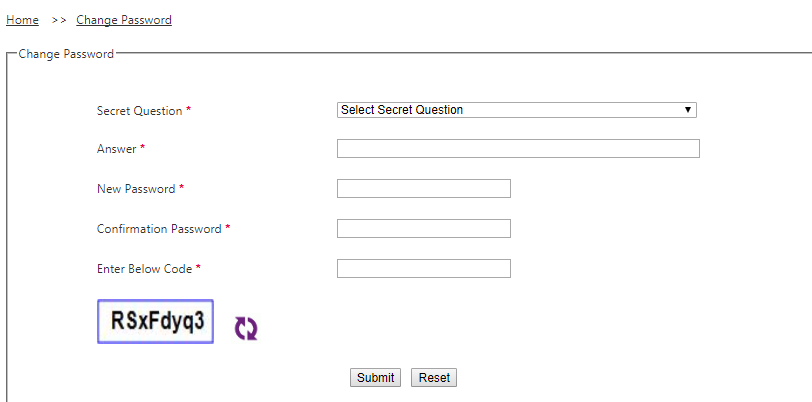 Home >> Change Password
Change Password
Secret Question * Select Secret Question
Answer *
New Password *
Confirmation Password *
Enter Below Code *
RSxFdyq3
Submit Reset